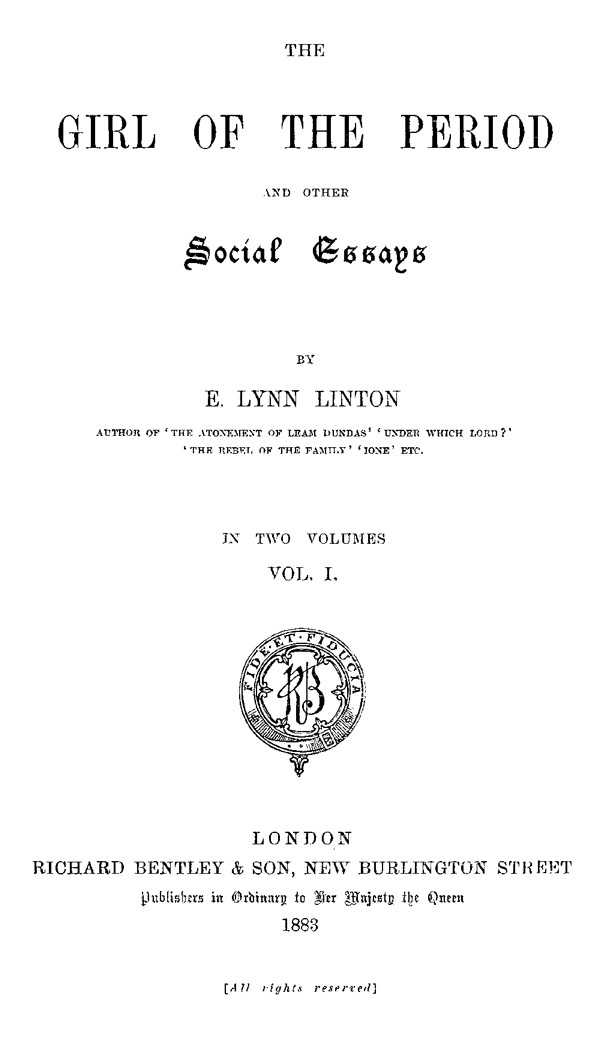 THE
GIRL OF THE PERIOD
AND OTHER
Social Essays
BY
E. LYNN LINTON
AUTHOR OF ‘THE ATONEMENT OF LEAM DUNDAS’ ‘UNDER WHICH LORD?’
‘THE REBEL OF THE FAMILY’ ‘IONE’ ETC.
IN TWO VOLUMES
VOL. I.
FIDE·ET·FIDUCIA
RB
LONDON
RICHARD BENTLEY & SON, NEW BURLINGTON STREET
Publishers in Ordinary to Her Majesty the Queen
1883
[All rights reserved]